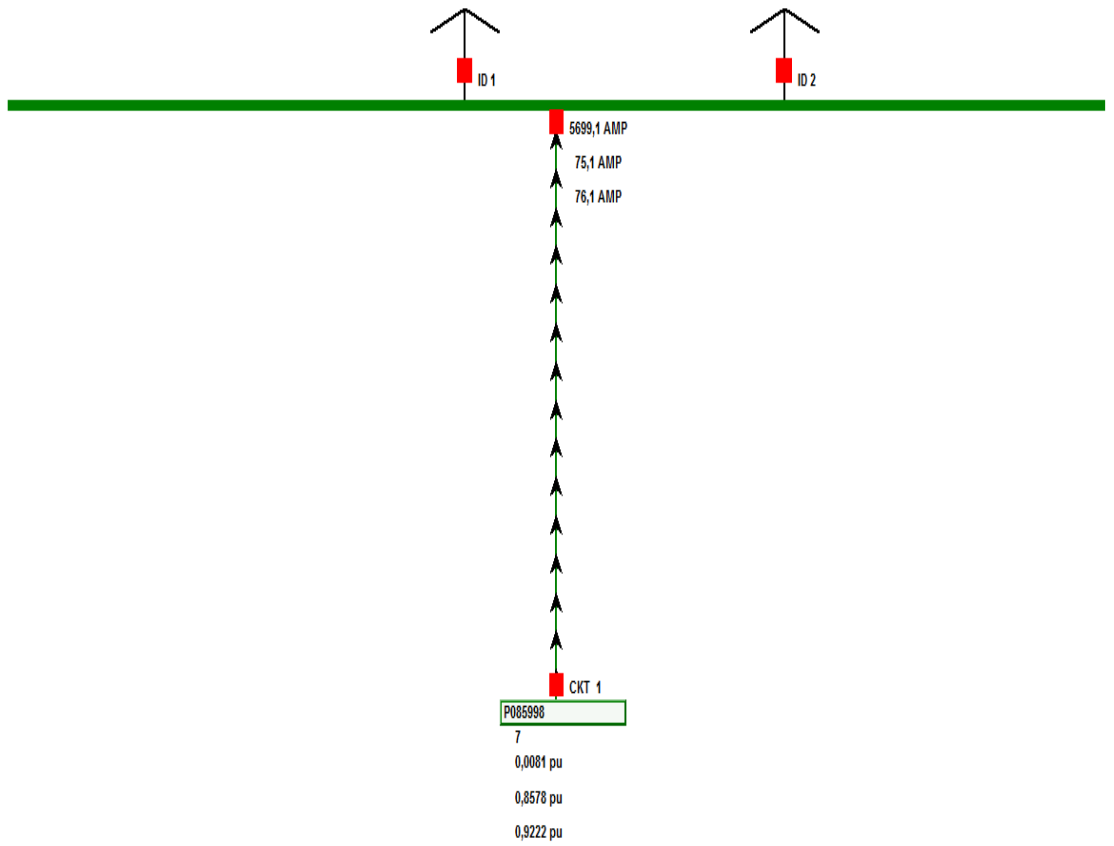 ID 1
ID 2
5699,1 AMP
75,1 AMP
76,1 AMP
CKT 1
P085998
7
0,0081 pu
0,8578 pu
0,9222 pu